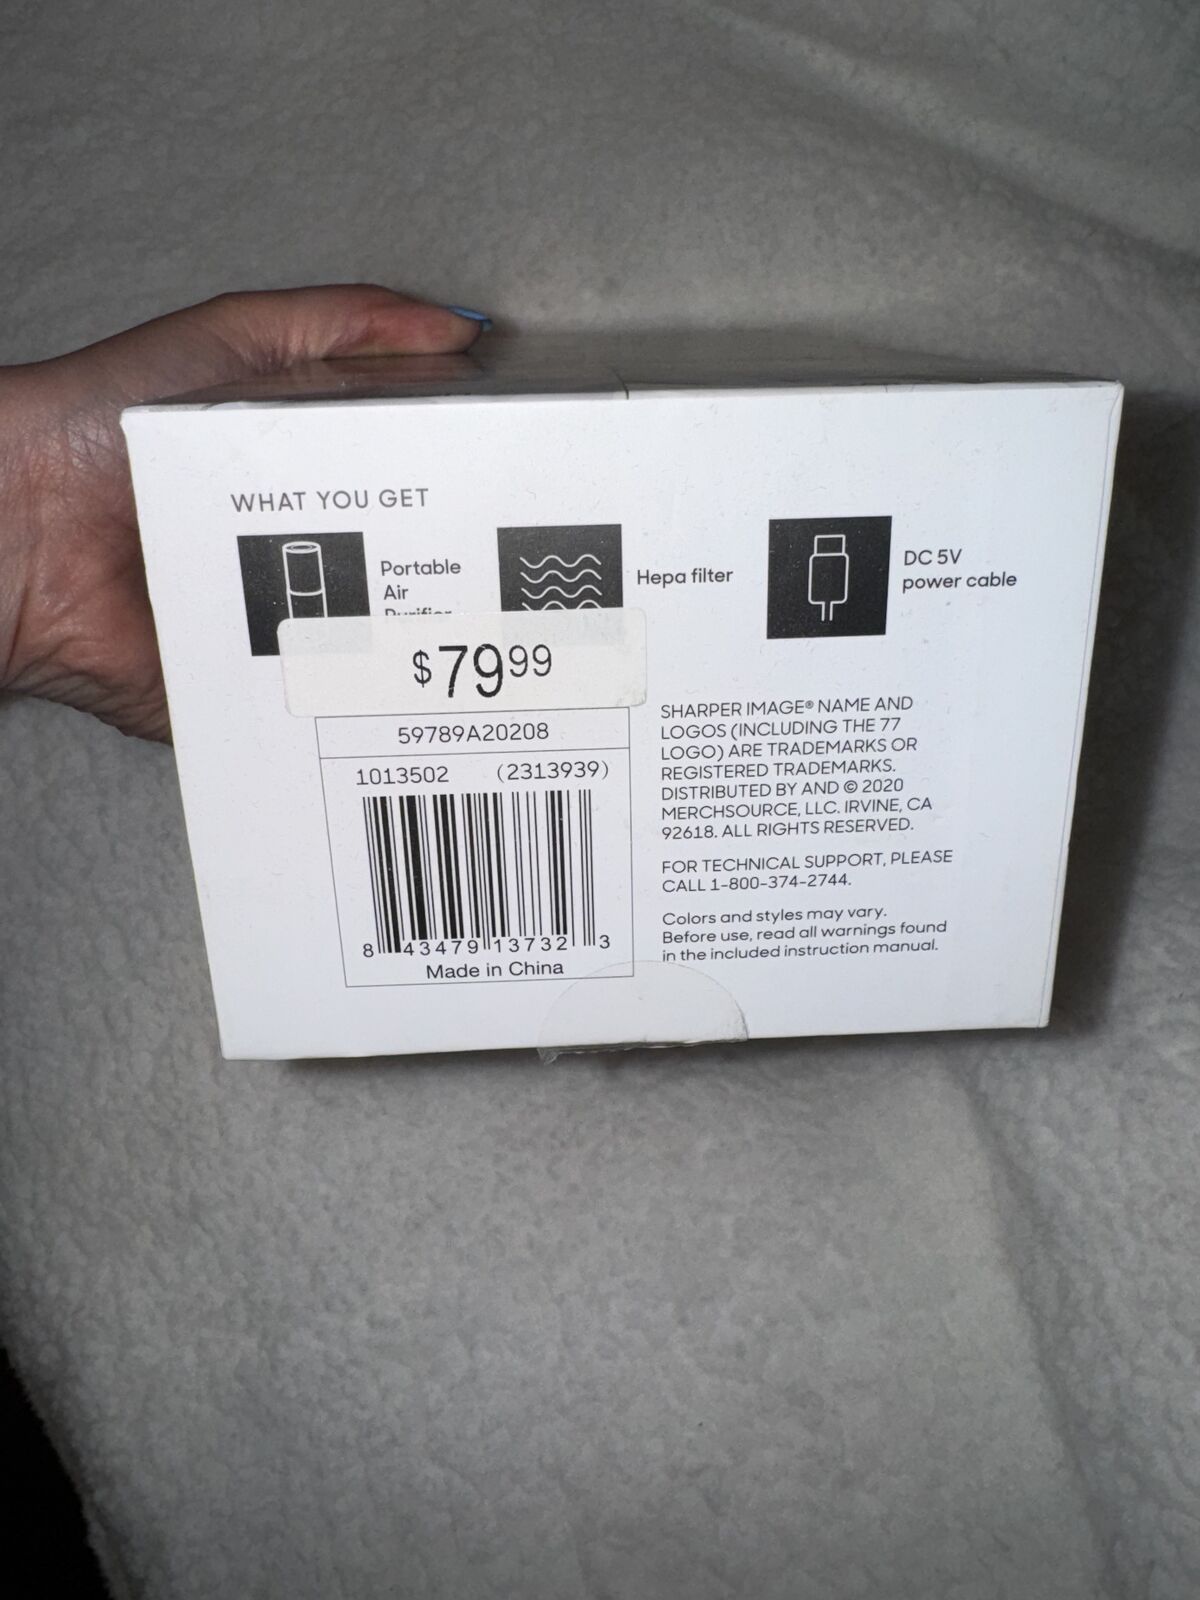 WHAT YOU GET
Portable
Air
Purifier
Hepa filter
DC 5V
power cable
$79.99
59789A20208
1013502 (2313939)
8 43479 13732 3
Made in China
SHARPER IMAGE® NAME AND
LOGOS (INCLUDING THE 77
LOGO) ARE TRADEMARKS OR
REGISTERED TRADEMARKS.
DISTRIBUTED BY AND © 2020
MERCHSOURCE, LLC. IRVINE, CA
92618. ALL RIGHTS RESERVED.
FOR TECHNICAL SUPPORT, PLEASE
CALL 1-800-374-2744.
Colors and styles may vary.
Before use, read all warnings found
in the included instruction manual.